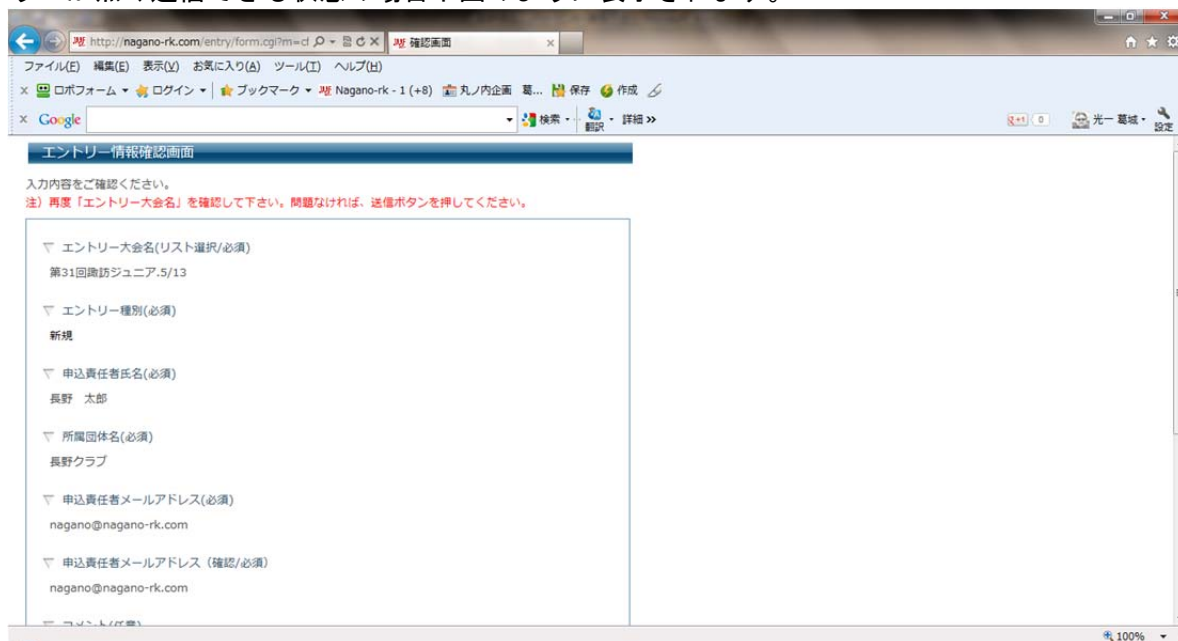 http://nagano-rk.com/entry/form.cgi?m=cl
確認画面
ファイル(F) 編集(E) 表示(V) お気に入り(A) ツール(T) ヘルプ(H)
ロボフォーム ログイン ブックマーク Nagano-rk - 1 (+8) 丸ノ内企画 葛... 保存 作成
Google 検索 翻訳 詳細 » g+1 0 光一 葛城 設定
エントリー情報確認画面
入力内容をご確認ください。
注）再度「エントリー大会名」を確認して下さい。問題なければ、送信ボタンを押してください。
▽ エントリー大会名(リスト選択/必須)
第31回諏訪ジュニア.5/13
▽ エントリー種別(必須)
新規
▽ 申込責任者氏名(必須)
長野 太郎
▽ 所属団体名(必須)
長野クラブ
▽ 申込責任者メールアドレス(必須)
nagano@nagano-rk.com
▽ 申込責任者メールアドレス（確認/必須）
nagano@nagano-rk.com
100%